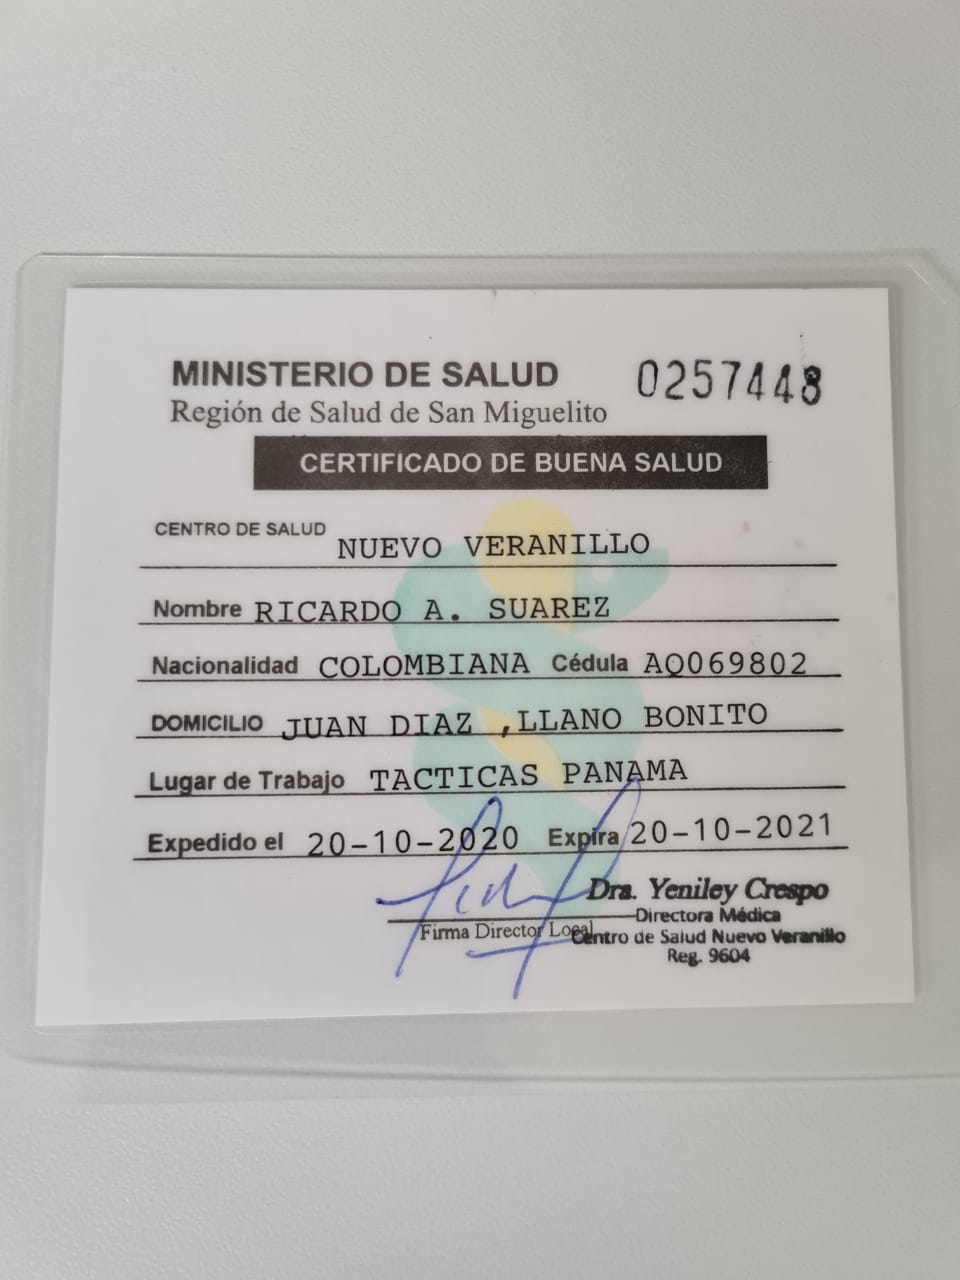 MINISTERIO DE SALUD 0257448
Región de Salud de San Miguelito
CERTIFICADO DE BUENA SALUD
CENTRO DE SALUD NUEVO VERANILLO
Nombre RICARDO A. SUAREZ
Nacionalidad COLOMBIANA Cédula AQ069802
DOMICILIO JUAN DIAZ ,LLANO BONITO
Lugar de Trabajo TACTICAS PANAMA
Expedido el 20-10-2020 Expira 20-10-2021
Dra. Yeniley Crespo
Directora Médica
Firma Director Local Centro de Salud Nuevo Veranillo
Reg. 9604